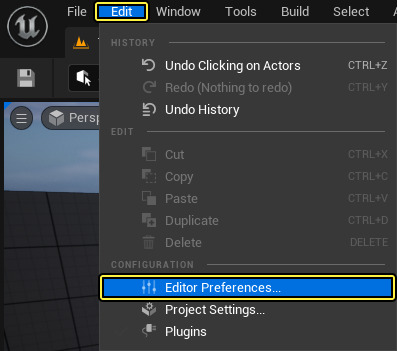 File Edit Window Tools Build Select
HISTORY
Undo Clicking on Actors CTRL+Z
Redo (Nothing to redo) CTRL+Y
Undo History
Persp
EDIT
Cut CTRL+X
Copy CTRL+C
Paste CTRL+V
Duplicate CTRL+D
Delete DELETE
CONFIGURATION
Editor Preferences...
Project Settings...
Plugins